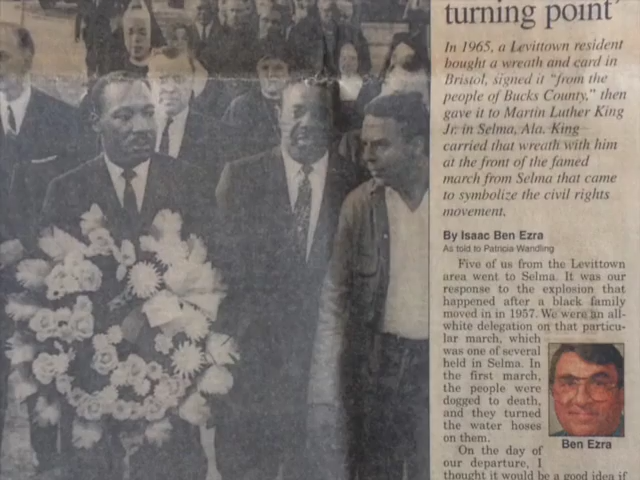 turning point'
In 1965, a Levittown resident
bought a wreath and card in
Bristol, signed it "from the
people of Bucks County," then
gave it to Martin Luther King
Jr. in Selma, Ala. King
carried that wreath with him
at the front of the famed
march from Selma that came
to symbolize the civil rights
movement.
By Isaac Ben Ezra
As told to Patricia Wandling
Five of us from the Levittown
area went to Selma. It was our
response to the explosion that
happened after a black family
moved in in 1957. We were an all-
white delegation on that particu-
lar march, which
was one of several
held in Selma. In
the first march,
the people were
dogged to death,
and they turned
the water hoses
on them.
Ben Ezra
On the day of
our departure, I
thought it would be a good idea if